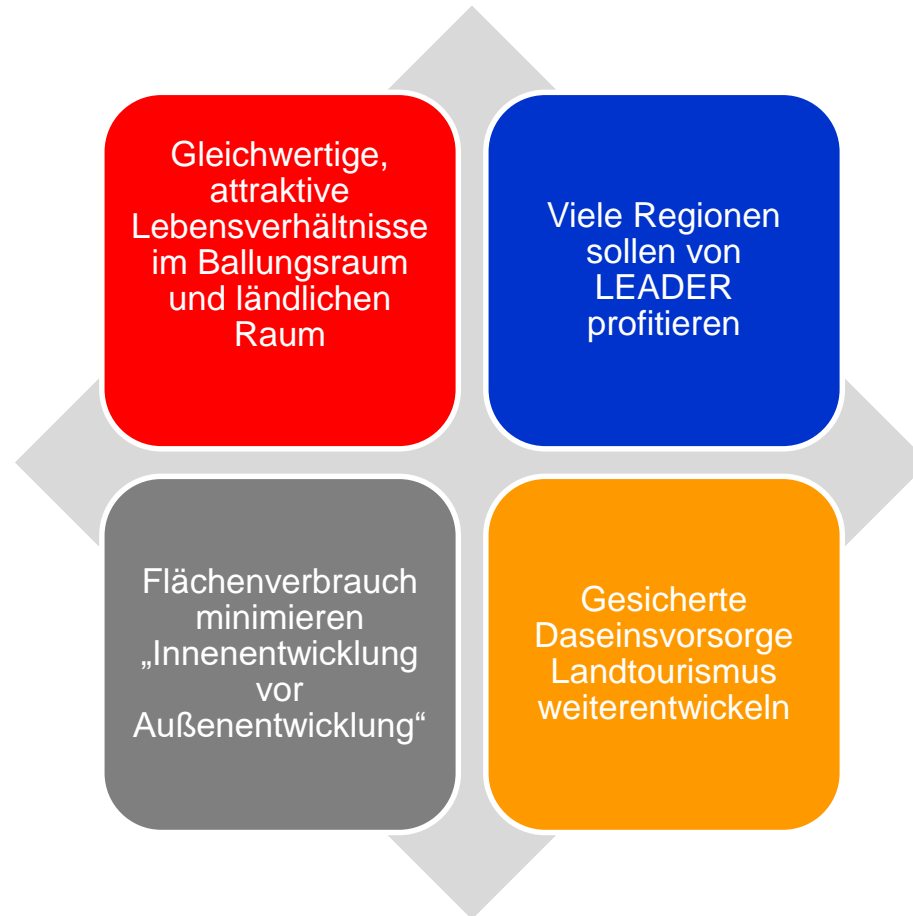 Gleichwertige,
attraktive
Lebensverhältnisse
im Ballungsraum
und ländlichen
Raum
Viele Regionen
sollen von
LEADER
profitieren
Flächenverbrauch
minimieren
„Innenentwicklung
vor
Außenentwicklung“
Gesicherte
Daseinsvorsorge
Landtourismus
weiterentwickeln